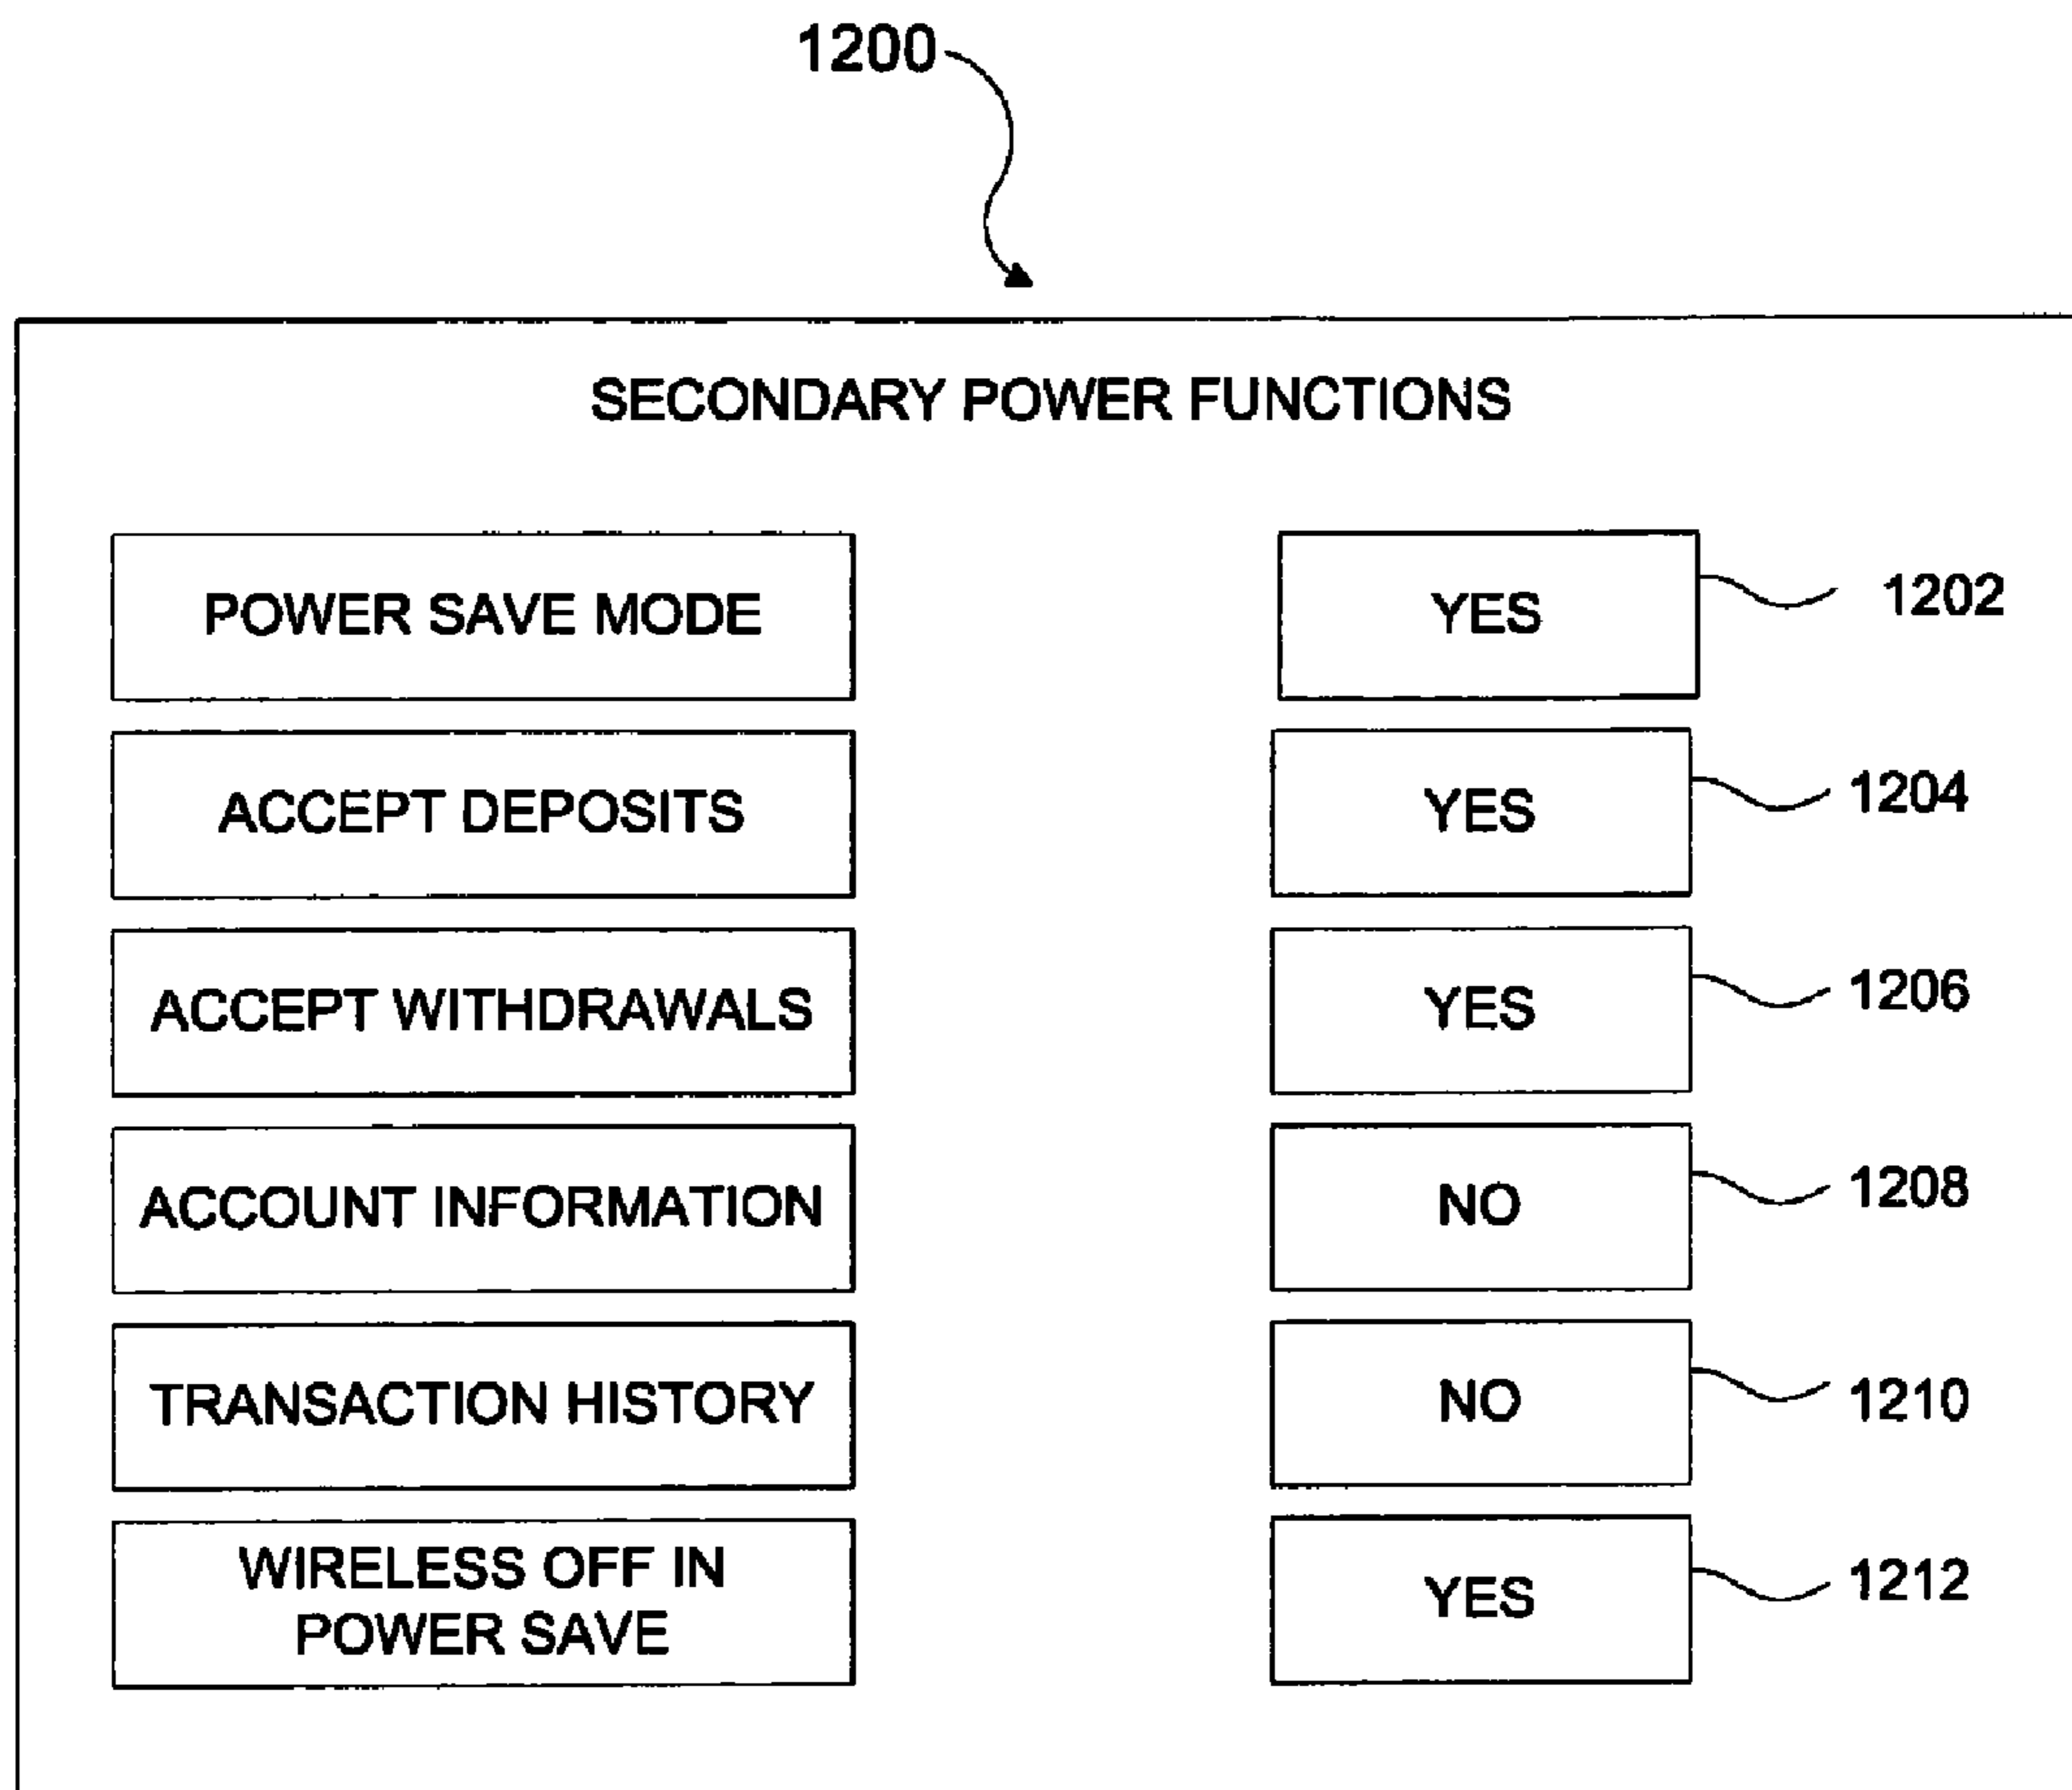 1200
SECONDARY POWER FUNCTIONS
POWER SAVE MODE YES 1202
ACCEPT DEPOSITS YES 1204
ACCEPT WITHDRAWALS YES 1206
ACCOUNT INFORMATION NO 1208
TRANSACTION HISTORY NO 1210
WIRELESS OFF IN
POWER SAVE YES 1212